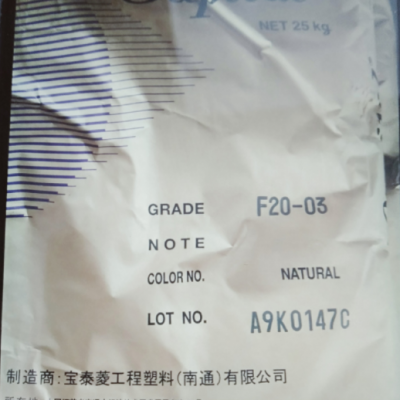 NET 25 kg
GRADE F20-03
NOTE
COLOR NO. NATURAL
LOT NO. A9K0147C
制造商:宝泰菱工程塑料(南通)有限公司